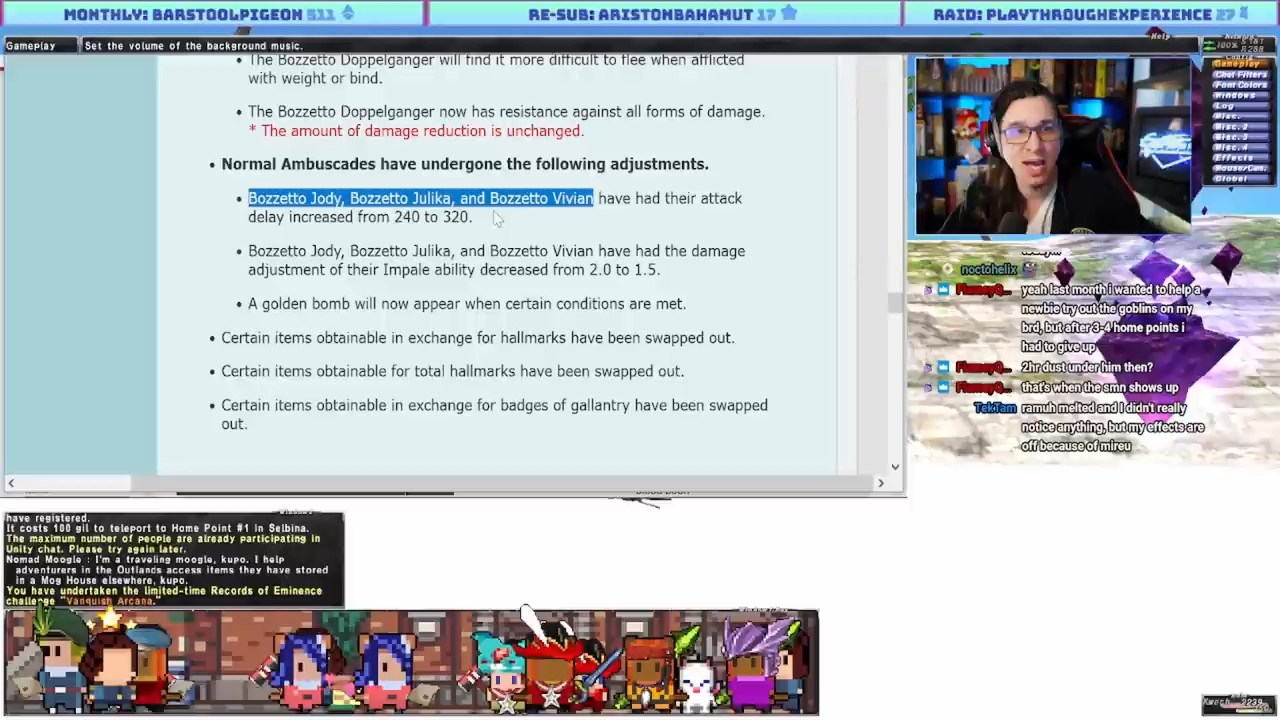 MONTHLY: BARSTOOLPIGEON 511
RE-SUB: ARISTONBAHAMUT 17
RAID: PLAYTHROUGHEXPERIENCE 27
Gameplay
Set the volume of the background music.
Help
• The Bozzetto Doppelganger will find it more difficult to flee when afflicted
with weight or bind.
• The Bozzetto Doppelganger now has resistance against all forms of damage.
* The amount of damage reduction is unchanged.
• Normal Ambuscades have undergone the following adjustments.
• Bozzetto Jody, Bozzetto Julika, and Bozzetto Vivian have had their attack
delay increased from 240 to 320.
• Bozzetto Jody, Bozzetto Julika, and Bozzetto Vivian have had the damage
adjustment of their Impale ability decreased from 2.0 to 1.5.
• A golden bomb will now appear when certain conditions are met.
• Certain items obtainable in exchange for hallmarks have been swapped out.
• Certain items obtainable for total hallmarks have been swapped out.
• Certain items obtainable in exchange for badges of gallantry have been swapped
out.
Network
100%
Config
Gameplay
Chat Filters
Font Colors
Windows
Log
Misc.
Misc.2
Misc.3
Misc.4
Effects
Mouse/Cam.
Global
noctohelix
yeah last month i wanted to help a
newbie try out the goblins on my
brd, but after 3-4 home points i
had to give up
2hr dust under him then?
that's when the smn shows up
TekTam ramuh melted and I didn't really
notice anything, but my effects are
off because of mireu
have registered.
It costs 100 gil to teleport to Home Point #1 in Selbina.
The maximum number of people are already participating in
Unity chat. Please try again later.
Nomad Moogle : I'm a traveling moogle, kupo. I help
adventurers in the Outlands access items they have stored
in a Mog House elsewhere, kupo.
You have undertaken the limited-time Records of Eminence
challenge "Vanquish Arcana."